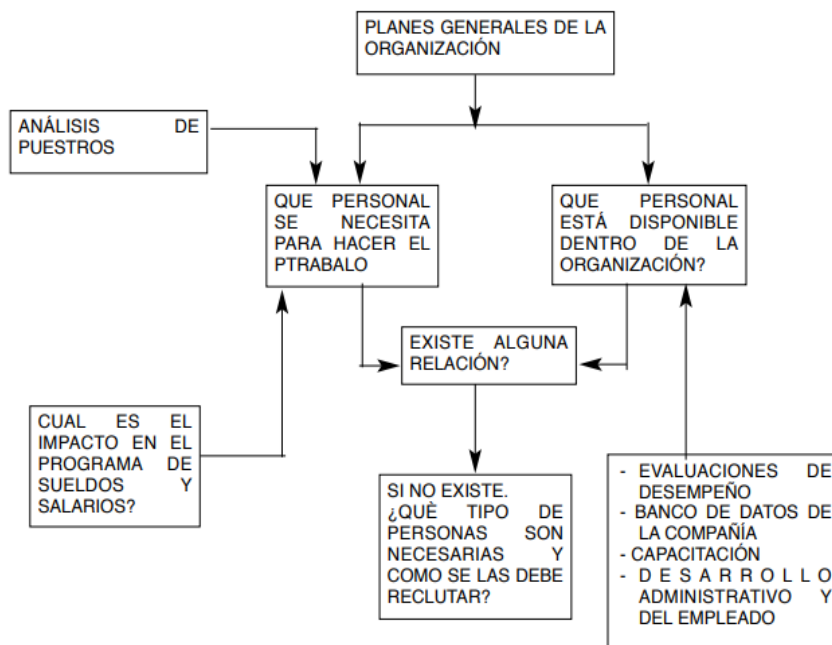 PLANES GENERALES DE LA
ORGANIZACIÓN
ANÁLISIS DE
PUESTROS
QUE PERSONAL
SE NECESITA
PARA HACER EL
PTRABALO
QUE PERSONAL
ESTÁ DISPONIBLE
DENTRO DE LA
ORGANIZACIÓN?
EXISTE ALGUNA
RELACIÓN?
CUAL ES EL
IMPACTO EN EL
PROGRAMA DE
SUELDOS Y
SALARIOS?
SI NO EXISTE.
¿QUÈ TIPO DE
PERSONAS SON
NECESARIAS Y
COMO SE LAS DEBE
RECLUTAR?
- EVALUACIONES DE
DESEMPEÑO
- BANCO DE DATOS DE
LA COMPAÑÍA
- CAPACITACIÓN
- DESARROLLO
ADMINISTRATIVO Y
DEL EMPLEADO